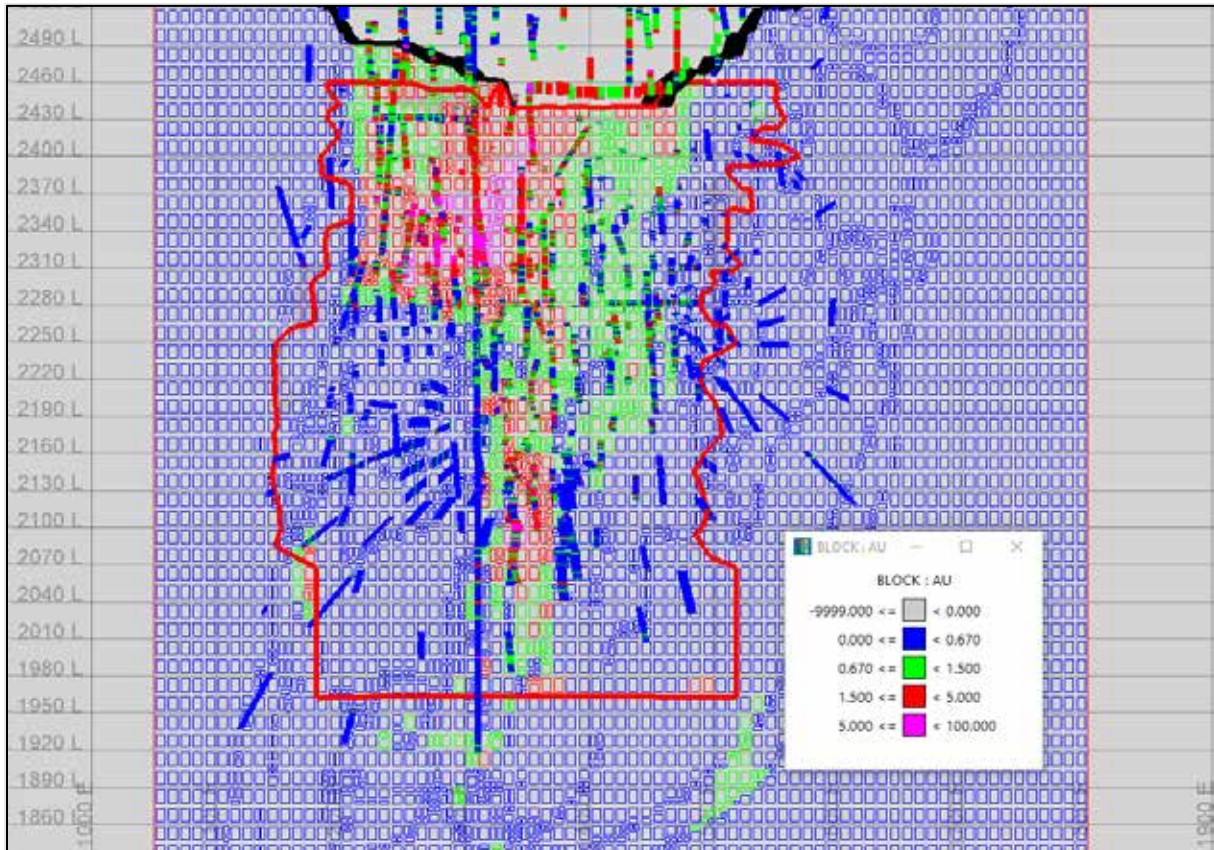 2490 L
2460 L
2430 L
2400 L
2370 L
2340 L
2310 L
2280 L
2250 L
2220 L
2190 L
2160 L
2130 L
2100 L
2070 L
2040 L
2010 L
1980 L
1950 L
1920 L
1890 L
1860 L
1000 E
1900 E
BLOCK: AU
BLOCK : AU
-9999.000 <= < 0.000
0.000 <= < 0.670
0.670 <= < 1.500
1.500 <= < 5.000
5.000 <= < 100.000